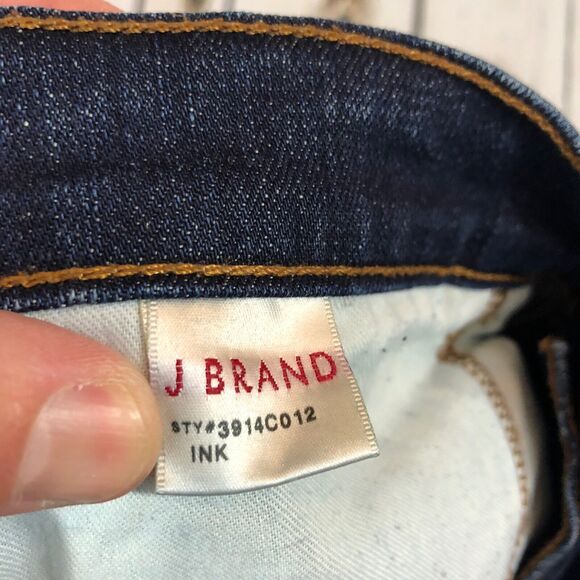 J BRAND
STY#3914C012
INK